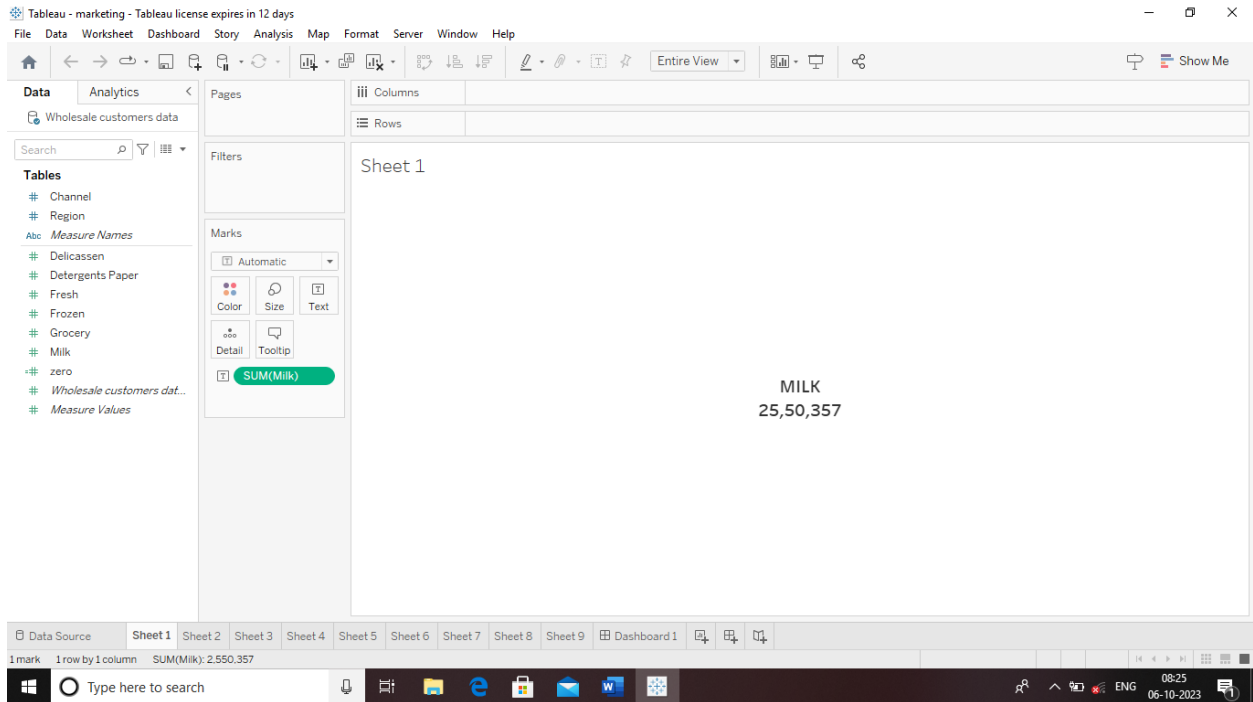 Tableau - marketing - Tableau license expires in 12 days
File Data Worksheet Dashboard Story Analysis Map Format Server Window Help
Entire View
Show Me
Data Analytics
Wholesale customers data
Search
Tables
# Channel
# Region
Abc Measure Names
# Delicassen
# Detergents Paper
# Fresh
# Frozen
# Grocery
# Milk
=# zero
# Wholesale customers dat...
# Measure Values
Pages
Filters
Marks
T Automatic
Color Size T Text
Detail Tooltip
T SUM(Milk)
iii Columns
Rows
Sheet 1
MILK
25,50,357
Data Source Sheet 1 Sheet 2 Sheet 3 Sheet 4 Sheet 5 Sheet 6 Sheet 7 Sheet 8 Sheet 9 Dashboard 1
1 mark 1 row by 1 column SUM(Milk): 2,550,357
Type here to search
W
ENG
08:25
06-10-2023
1